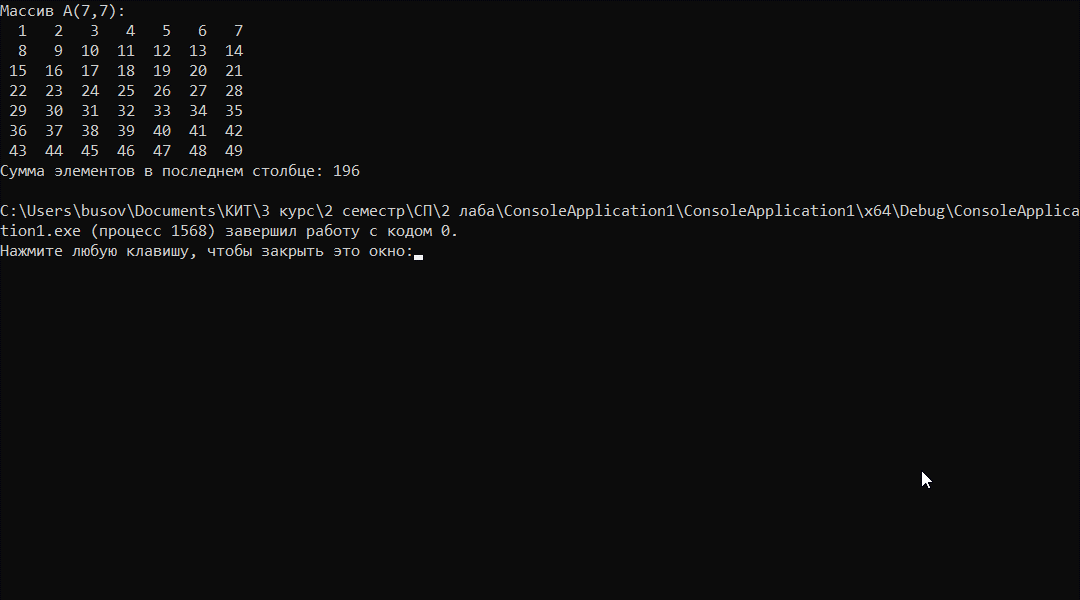 Массив A(7,7):
1 2 3 4 5 6 7
8 9 10 11 12 13 14
15 16 17 18 19 20 21
22 23 24 25 26 27 28
29 30 31 32 33 34 35
36 37 38 39 40 41 42
43 44 45 46 47 48 49
Сумма элементов в последнем столбце: 196
C:\Users\busov\Documents\КИТ\3 курс\2 семестр\СП\2 лаба\ConsoleApplication1\ConsoleApplication1\x64\Debug\ConsoleApplica
tion1.exe (процесс 1568) завершил работу с кодом 0.
Нажмите любую клавишу, чтобы закрыть это окно: